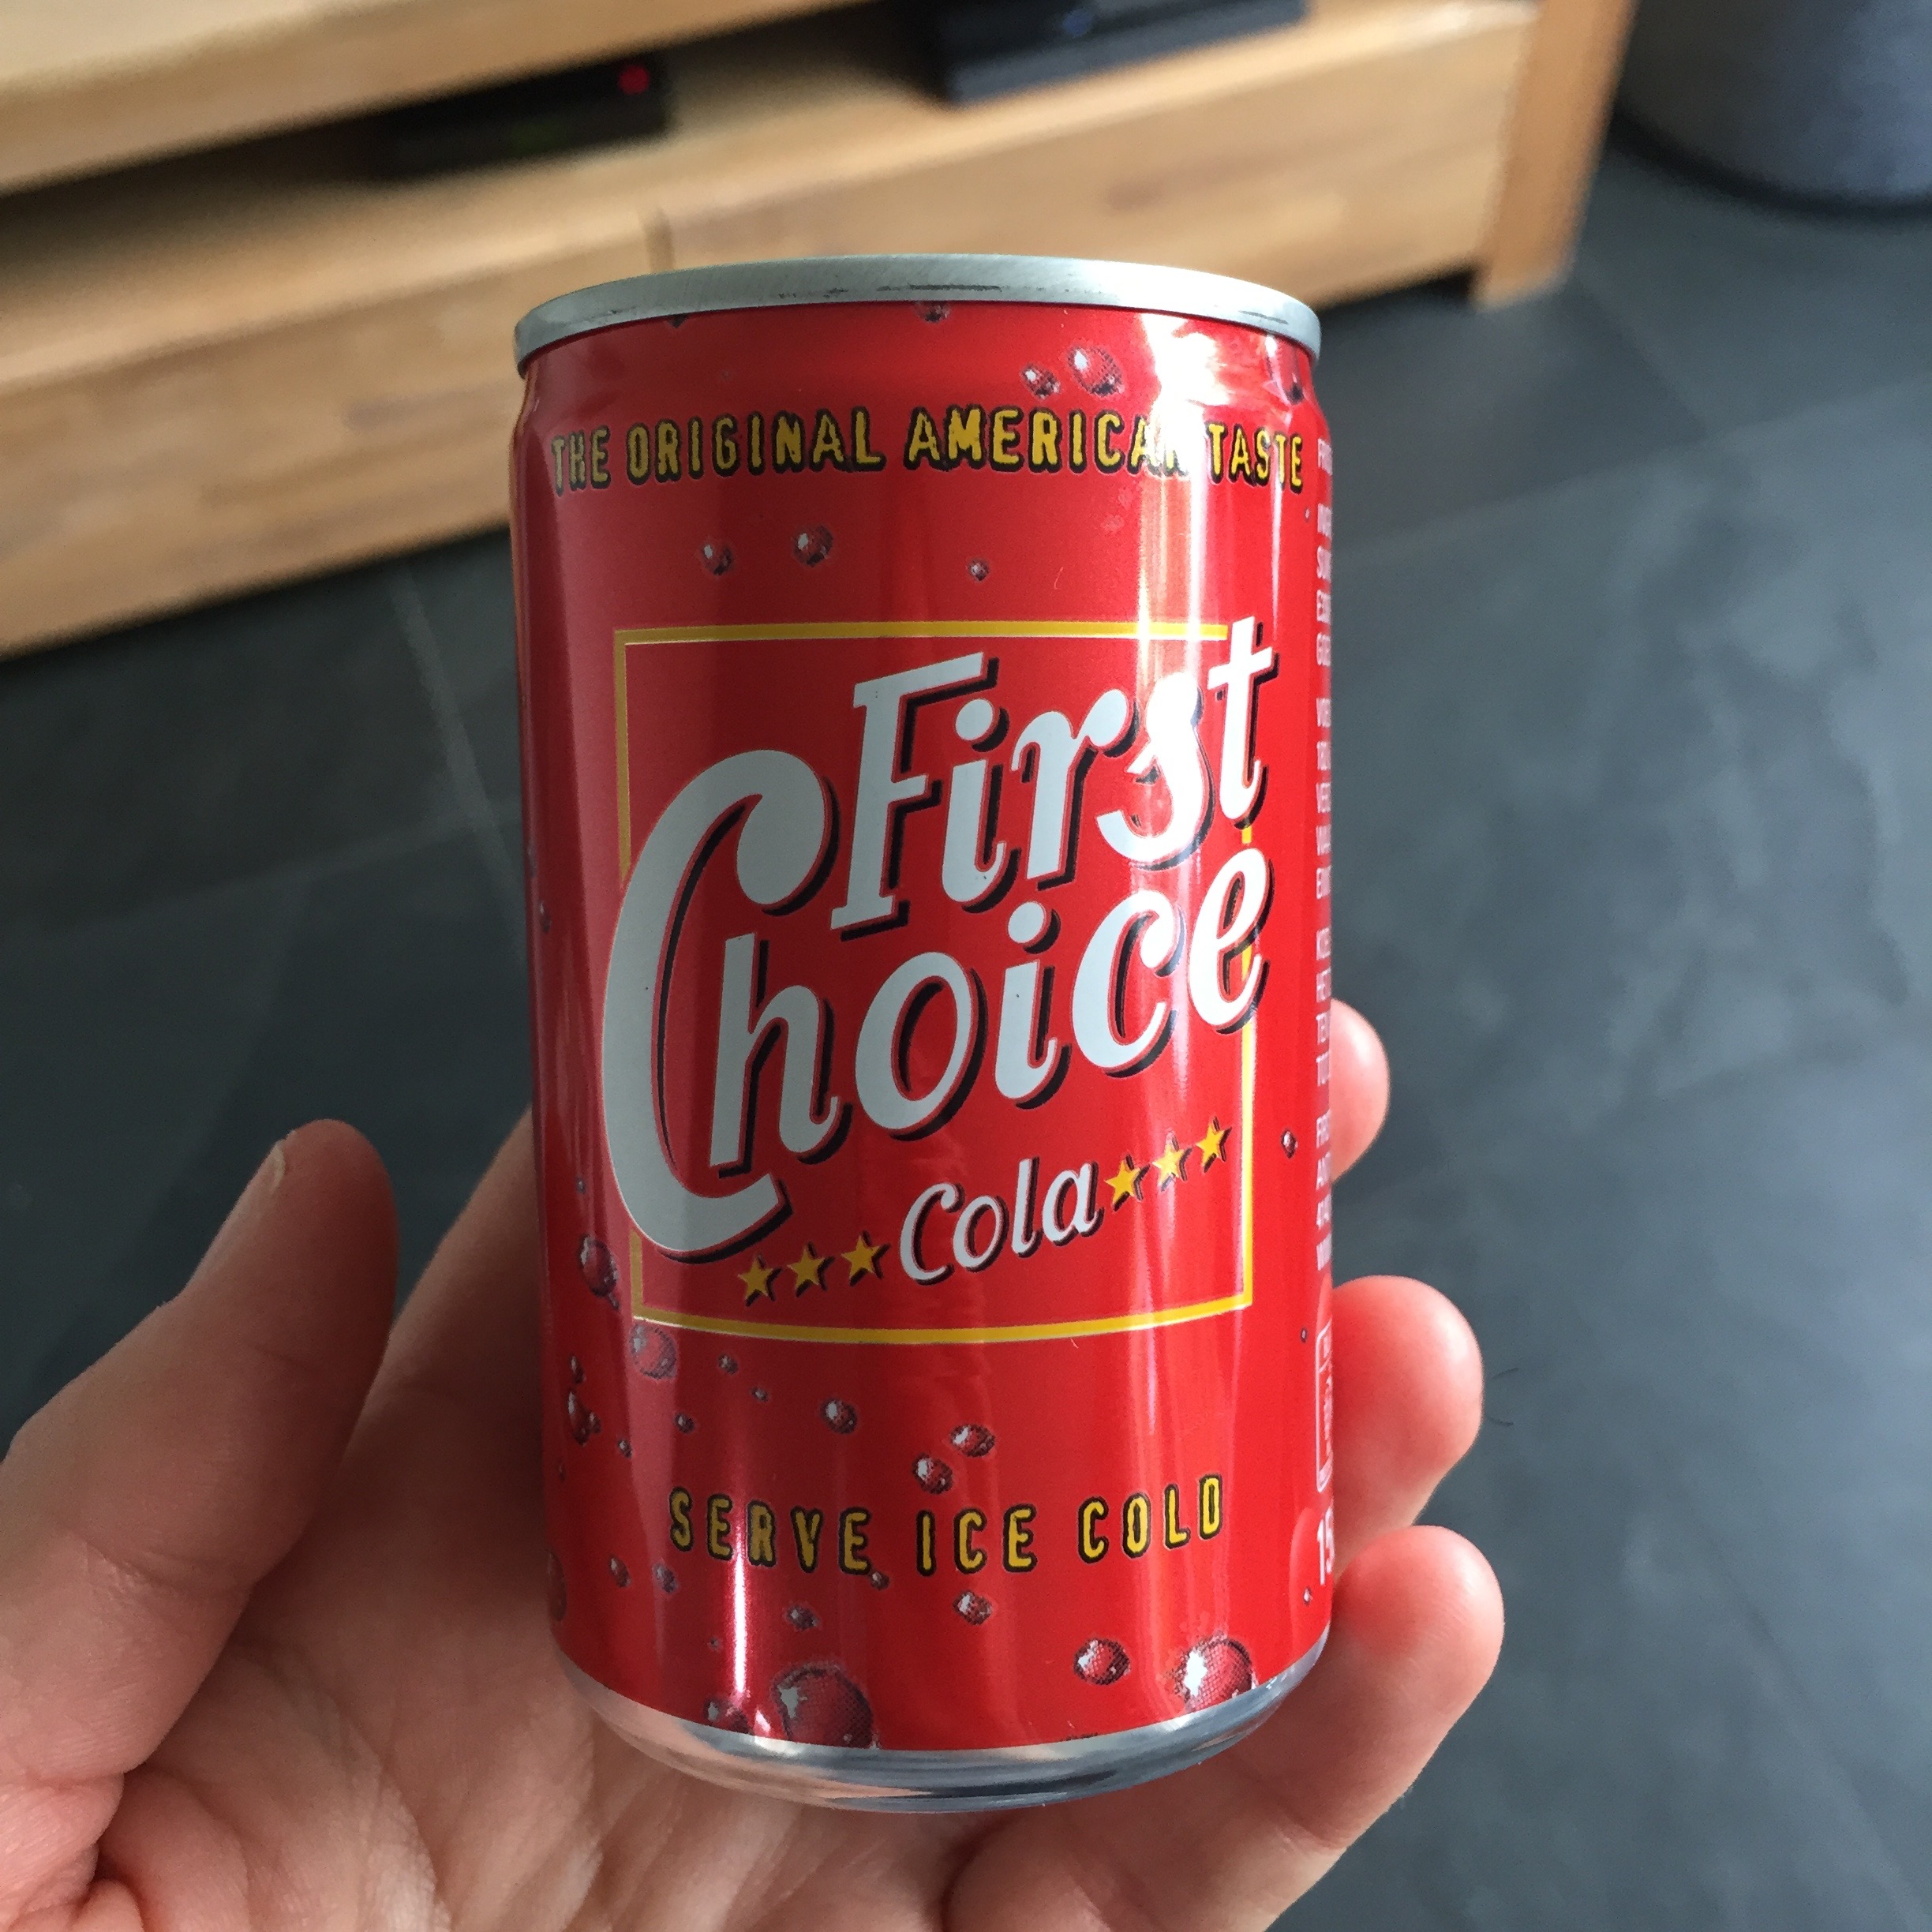 THE ORIGINAL AMERICAN TASTE
First
Choice
Cola
SERVE ICE COLD